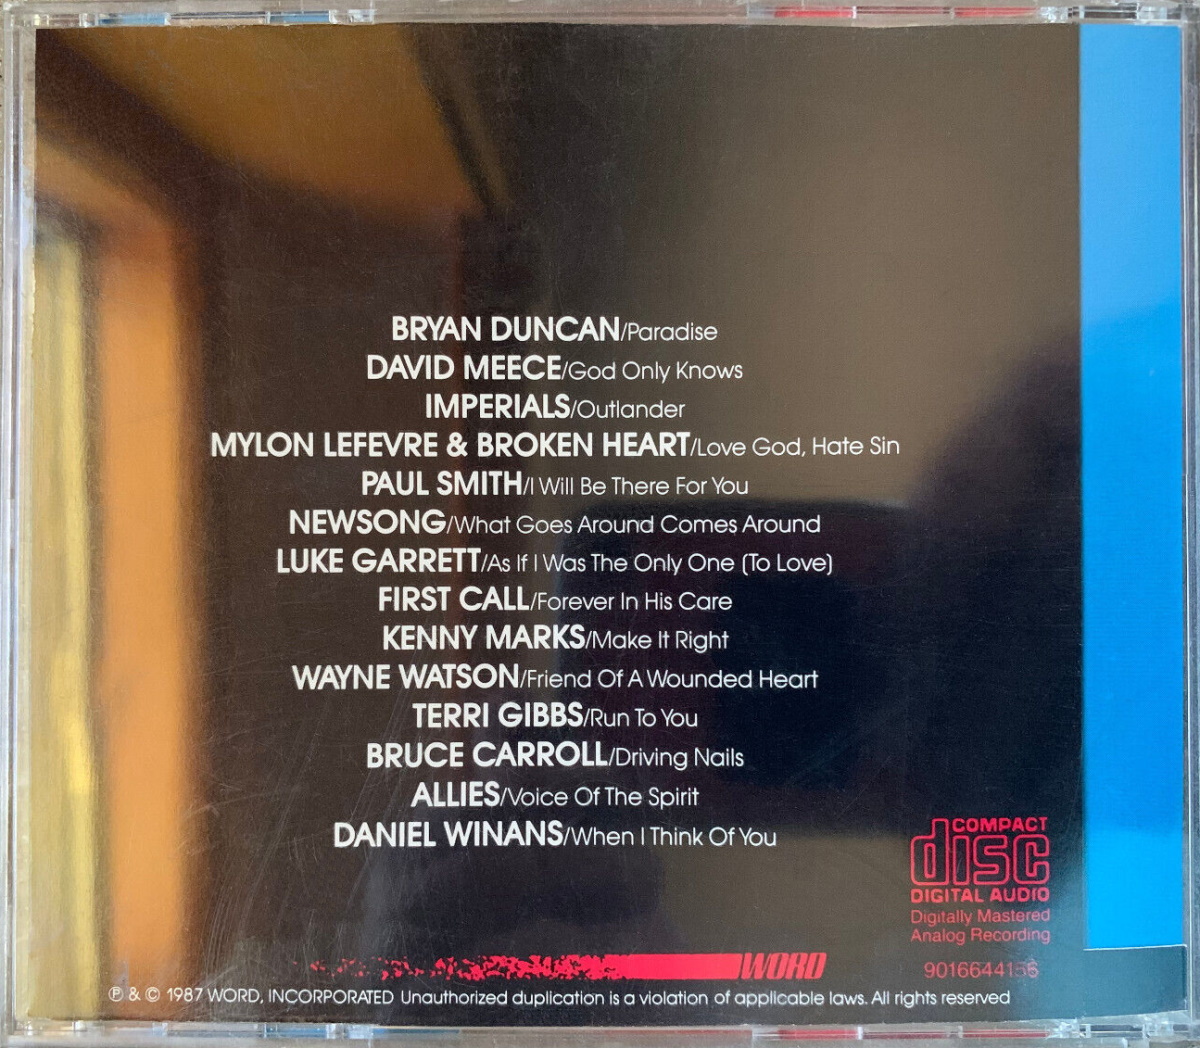 BRYAN DUNCAN/Paradise
DAVID MEECE/God Only Knows
IMPERIALS/Outlander
MYLON LEFEVRE & BROKEN HEART/Love God, Hate Sin
PAUL SMITH/I Will Be There For You
NEWSONG/What Goes Around Comes Around
LUKE GARRETT/As If I Was The Only One (To Love)
FIRST CALL/Forever In His Care
KENNY MARKS/Make It Right
WAYNE WATSON/Friend Of A Wounded Heart
TERRI GIBBS/Run To You
BRUCE CARROLL/Driving Nails
ALLIES/Voice Of The Spirit
DANIEL WINANS/When I Think Of You
COMPACT
disc
DIGITAL AUDIO
Digitally Mastered
Analog Recording
WORD
℗ & © 1987 WORD, INCORPORATED Unauthorized duplication is a violation of applicable laws. All rights reserved